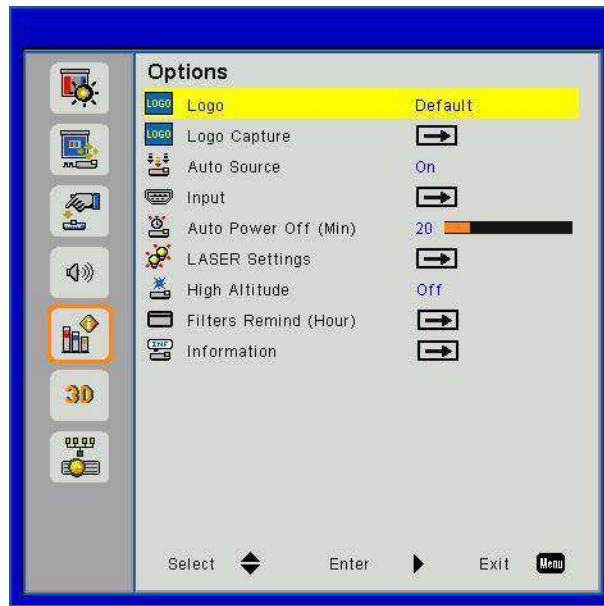 Options
LOGO Logo Default
LOGO Logo Capture
Auto Source On
Input
Auto Power Off (Min) 20
LASER Settings
High Altitude Off
Filters Remind (Hour)
INF Information
3D
Select Enter Exit Menu